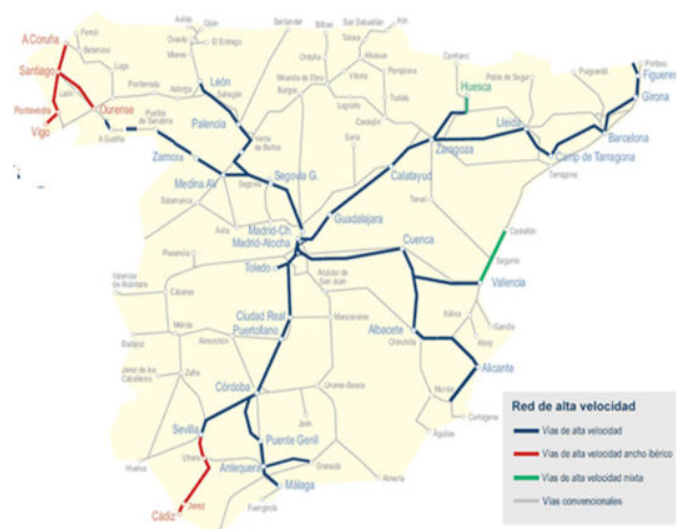 Ferrol
A Coruña
Betanzos
Santiago
Lugo
Lalín
Pontevedra
Vigo
Ourense
Monforte
Ponferrada
Astorga
A Gudiña
Puebla
de Sanabria
Avilés
Gijón
Oviedo
El Entrego
Mieres
León
Sahagún
Palencia
Santander
Bilbao
San Sebastián
Irún
Tolosa
Orduña
Alsasua
Miranda de Ebro
Vitoria
Pamplona
Burgos
Logroño
Tudela
Castejón
Venta
de Baños
Soria
Canfranc
Huesca
Pobla de Segur
Puigcerdà
Portbou
Figueres
Girona
Barcelona
Lleida
Camp de Tarragona
Tarragona
Zaragoza
Calatayud
Teruel
Guadalajara
Zamora
Medina AV
Segovia G.
Segovia
Salamanca
Ávila
Madrid-Ch.
Madrid-Atocha
Toledo
Cuenca
Castellón
Sagunto
Valencia
Plasencia
Valencia
de Alcántara
Cáceres
Mérida
Badajoz
Almorchón
Jerez de los
Caballeros
Zafra
Alcázar de
San Juan
Manzanares
Ciudad Real
Puertollano
Albacete
Chinchilla
Xàtiva
Gandía
Alcoy
Alicante
Murcia
Cartagena
Águilas
Linares-Baeza
Jaén
Córdoba
Puente Genil
Sevilla
Utrera
Huelva
Antequera
Granada
Málaga
Fuengirola
Almería
Jerez
Cádiz
Red de alta velocidad
Vías de alta velocidad
Vías de alta velocidad ancho ibérico
Vías de alta velocidad mixta
Vías convencionales